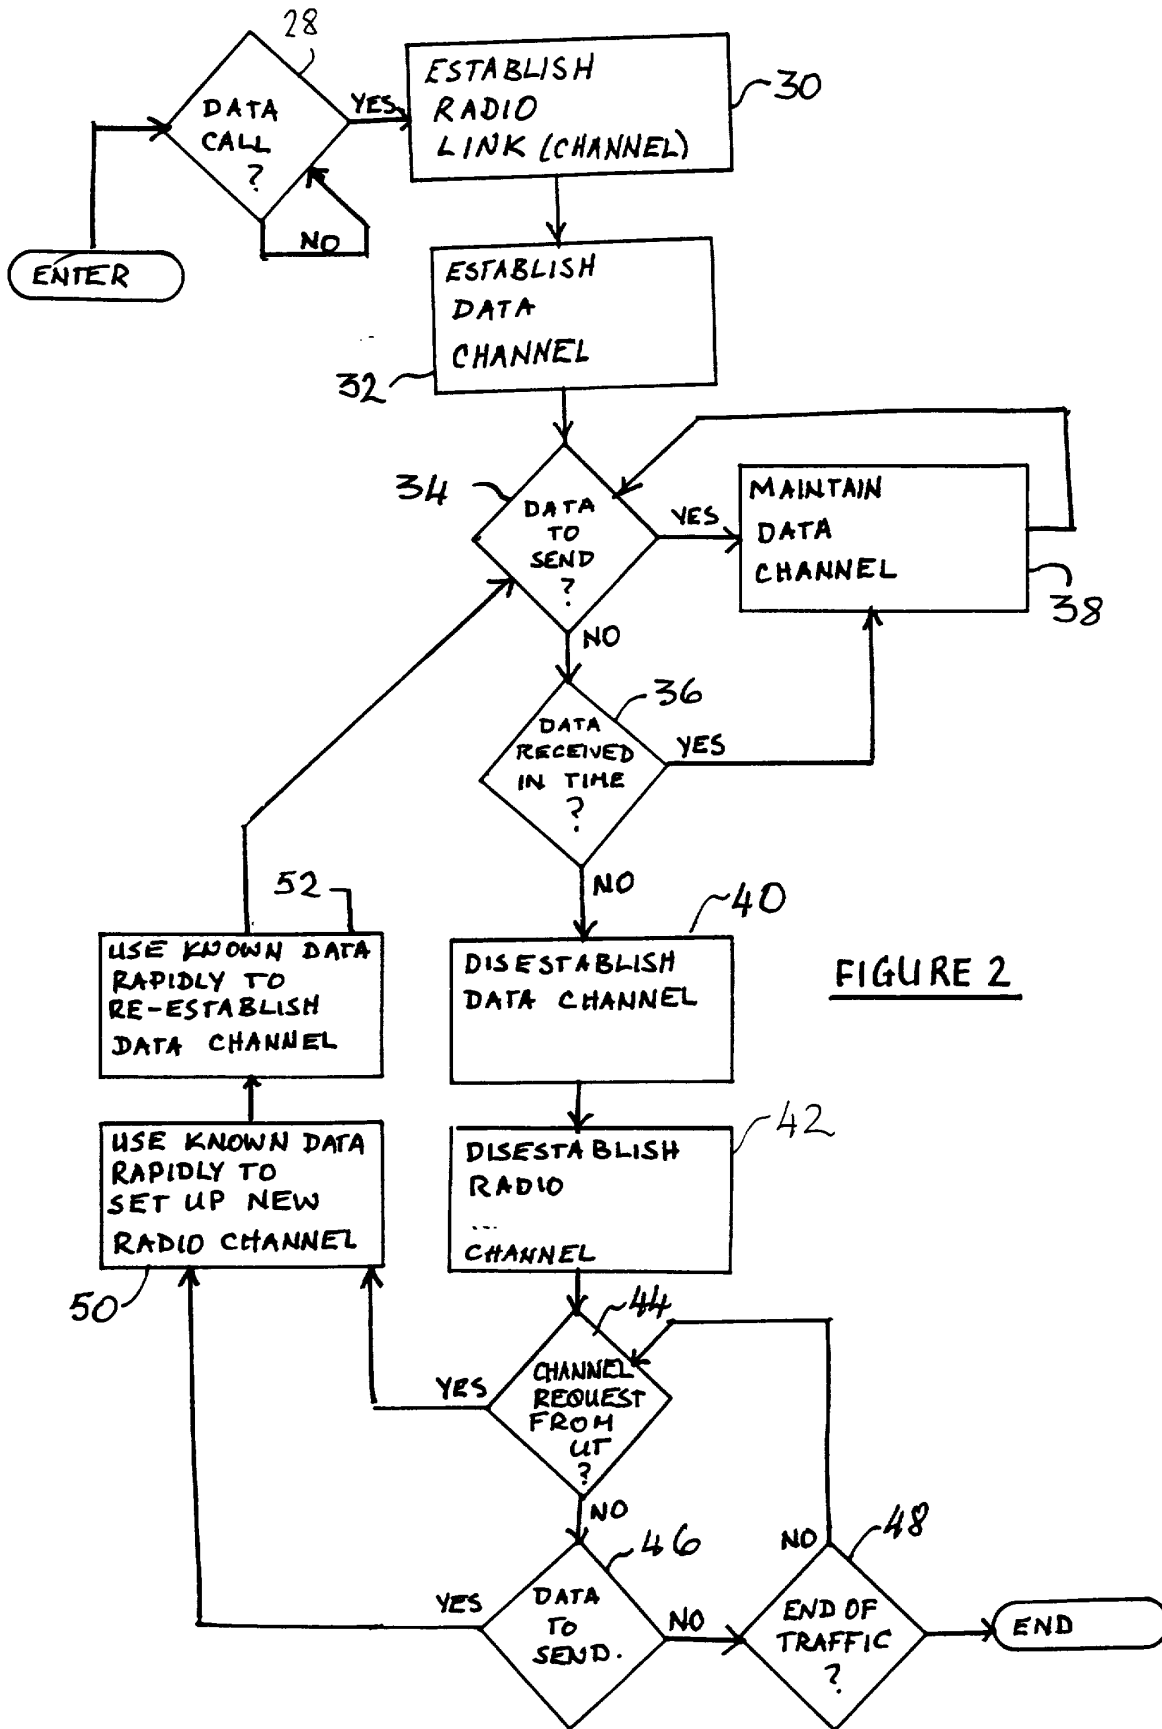 28
DATA
CALL
?
YES
ESTABLISH
RADIO
LINK (CHANNEL)
30
NO
ENTER
ESTABLISH
DATA
CHANNEL
32
34
DATA
TO
SEND
?
YES
MAINTAIN
DATA
CHANNEL
38
NO
36
DATA
RECEIVED
IN TIME
?
YES
NO
52
USE KNOWN DATA
RAPIDLY TO
RE-ESTABLISH
DATA CHANNEL
40
DISESTABLISH
DATA CHANNEL
FIGURE 2
USE KNOWN DATA
RAPIDLY TO
SET UP NEW
RADIO CHANNEL
50
42
DISESTABLISH
RADIO
...
CHANNEL
44
CHANNEL
REQUEST
FROM
UT
?
YES
NO
46
DATA
TO
SEND.
YES
NO
48
NO
END OF
TRAFFIC
?
END